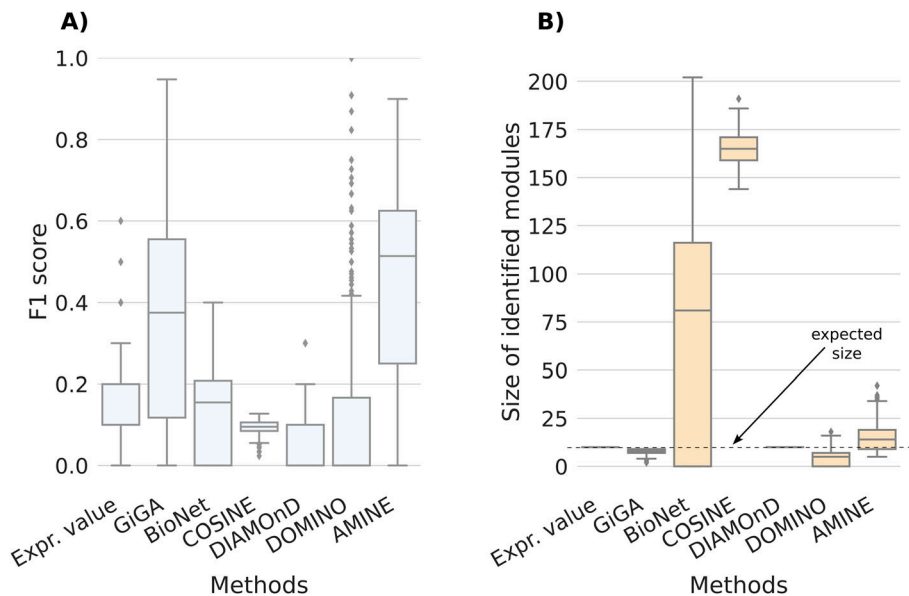 A)
1.0
0.8
0.6
0.4
0.2
0.0
F1 score
Expr. value
GiGA
BioNet
COSINE
DIAMOnD
DOMINO
AMINE
Methods
B)
200
175
150
125
100
75
50
25
0
Size of identified modules
expected
size
Expr. value
GiGA
BioNet
COSINE
DIAMOnD
DOMINO
AMINE
Methods